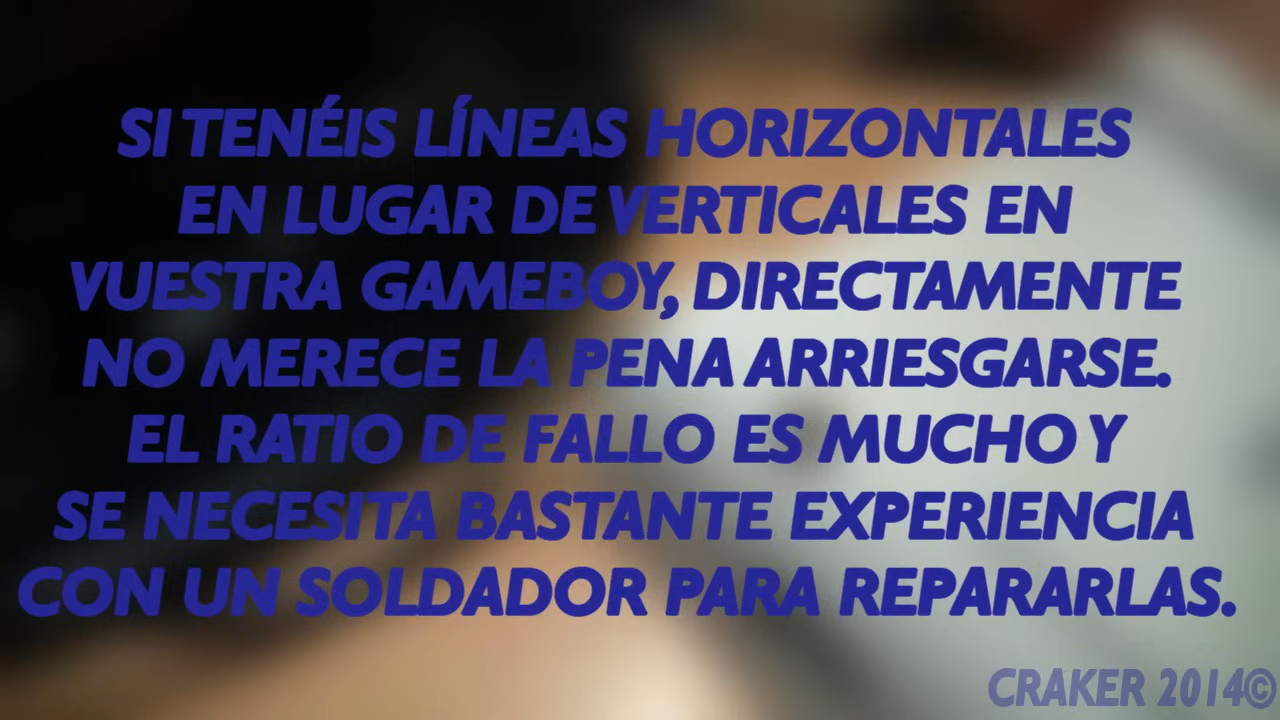 SI TENÉIS LÍNEAS HORIZONTALES
EN LUGAR DE VERTICALES EN
VUESTRA GAMEBOY, DIRECTAMENTE
NO MERECE LA PENA ARRIESGARSE.
EL RATIO DE FALLO ES MUCHO Y
SE NECESITA BASTANTE EXPERIENCIA
CON UN SOLDADOR PARA REPARARLAS.
CRAKER 2014©